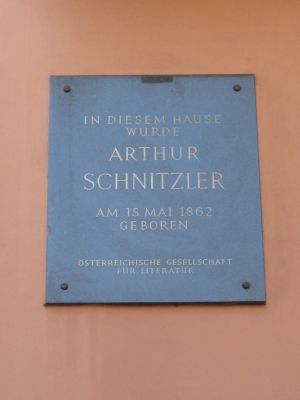 IN DIESEM HAUSE
WURDE
ARTHUR
SCHNITZLER
AM 15 MAI 1862
GEBOREN
ÖSTERREICHISCHE GESELLSCHAFT
FÜR LITERATUR